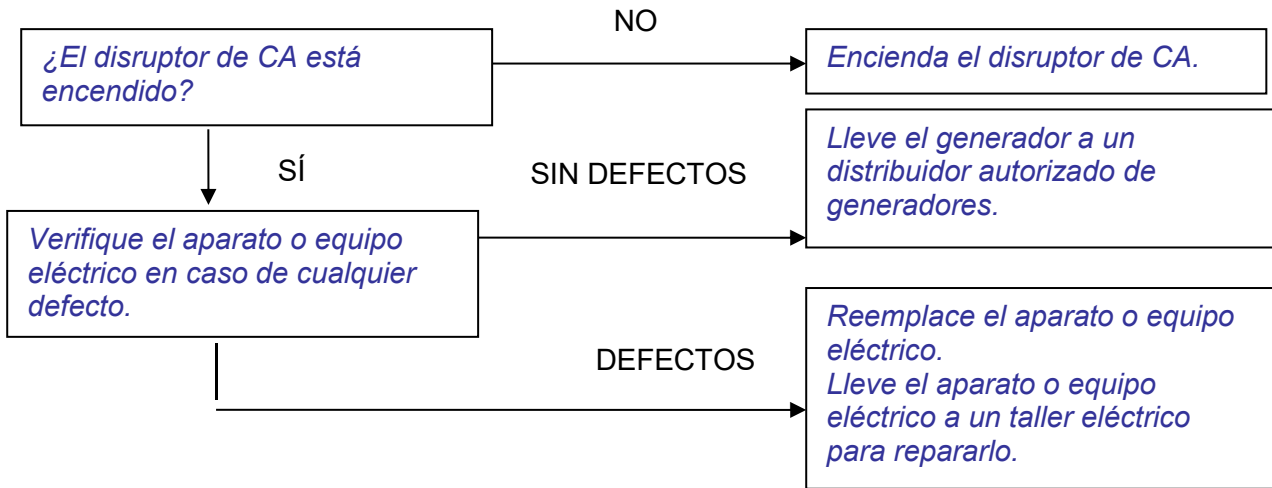 NO
¿El disruptor de CA está
encendido?
Encienda el disruptor de CA.
SÍ
SIN DEFECTOS
Lleve el generador a un
distribuidor autorizado de
generadores.
Verifique el aparato o equipo
eléctrico en caso de cualquier
defecto.
DEFECTOS
Reemplace el aparato o equipo
eléctrico.
Lleve el aparato o equipo
eléctrico a un taller eléctrico
para repararlo.